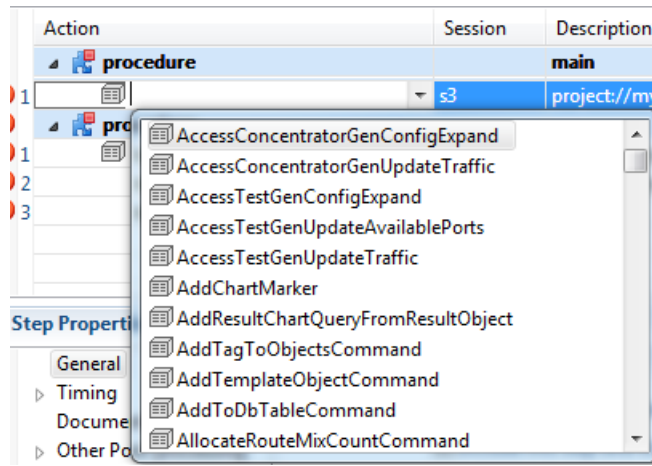 Action Session Description
procedure main
1 s3 project://my
pro
1 AccessConcentratorGenConfigExpand
AccessConcentratorGenUpdateTraffic
2 AccessTestGenConfigExpand
3 AccessTestGenUpdateAvailablePorts
AccessTestGenUpdateTraffic
AddChartMarker
Step Properti AddResultChartQueryFromResultObject
General AddTagToObjectsCommand
Timing AddTemplateObjectCommand
Docume AddToDbTableCommand
Other Po AllocateRouteMixCountCommand